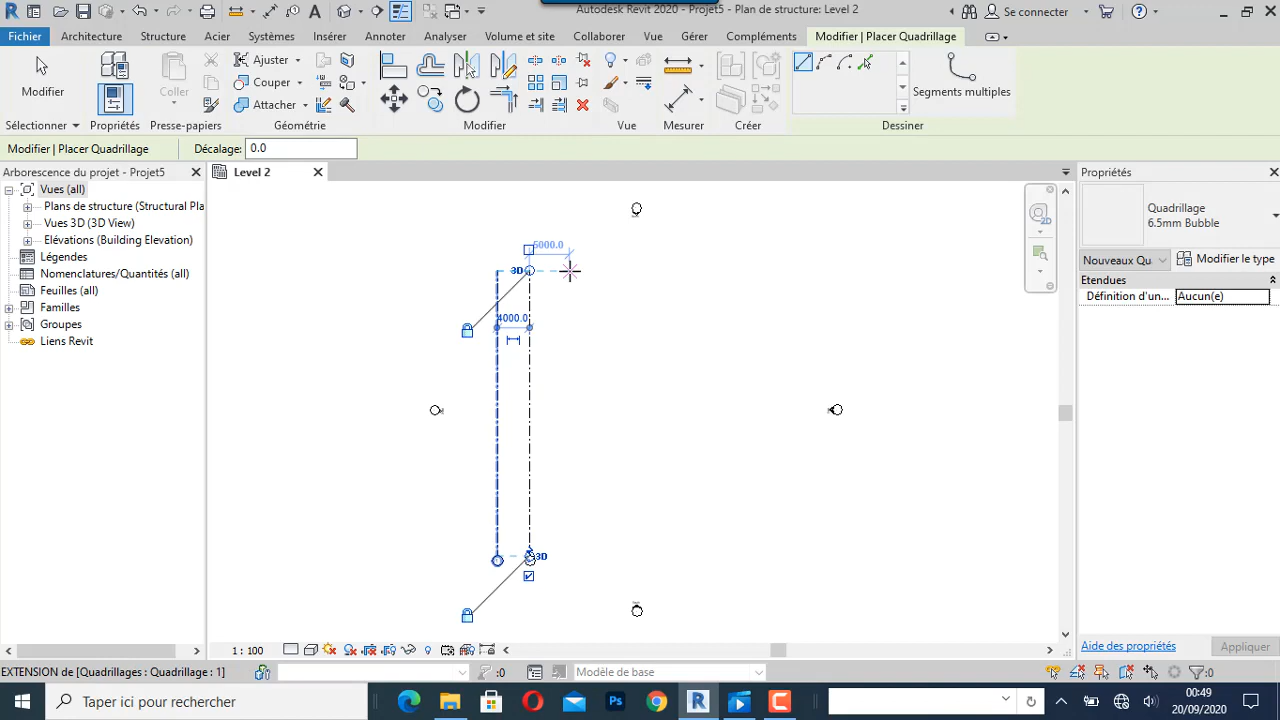 Autodesk Revit 2020 - Projet5 - Plan de structure: Level 2
Se connecter
Fichier Architecture Structure Acier Systèmes Insérer Annoter Analyser Volume et site Collaborer Vue Gérer Compléments Modifier | Placer Quadrillage
Modifier
Coller
Ajuster
Couper
Attacher
Segments multiples
Sélectionner Propriétés Presse-papiers Géométrie Modifier Vue Mesurer Créer Dessiner
Modifier | Placer Quadrillage Décalage: 0.0
Arborescence du projet - Projet5
Level 2
Propriétés
Vues (all)
Plans de structure (Structural Pla
Vues 3D (3D View)
Elévations (Building Elevation)
Légendes
Nomenclatures/Quantités (all)
Feuilles (all)
Familles
Groupes
Liens Revit
5000.0
3D
4000.0
3D
2D
Quadrillage
6.5mm Bubble
Nouveaux Qu Modifier le type
Etendues
Définition d'un... Aucun(e)
Aide des propriétés Appliquer
1 : 100
EXTENSION de [Quadrillages : Quadrillage : 1]
:0
Modèle de base
:0
Taper ici pour rechercher
00:49
20/09/2020